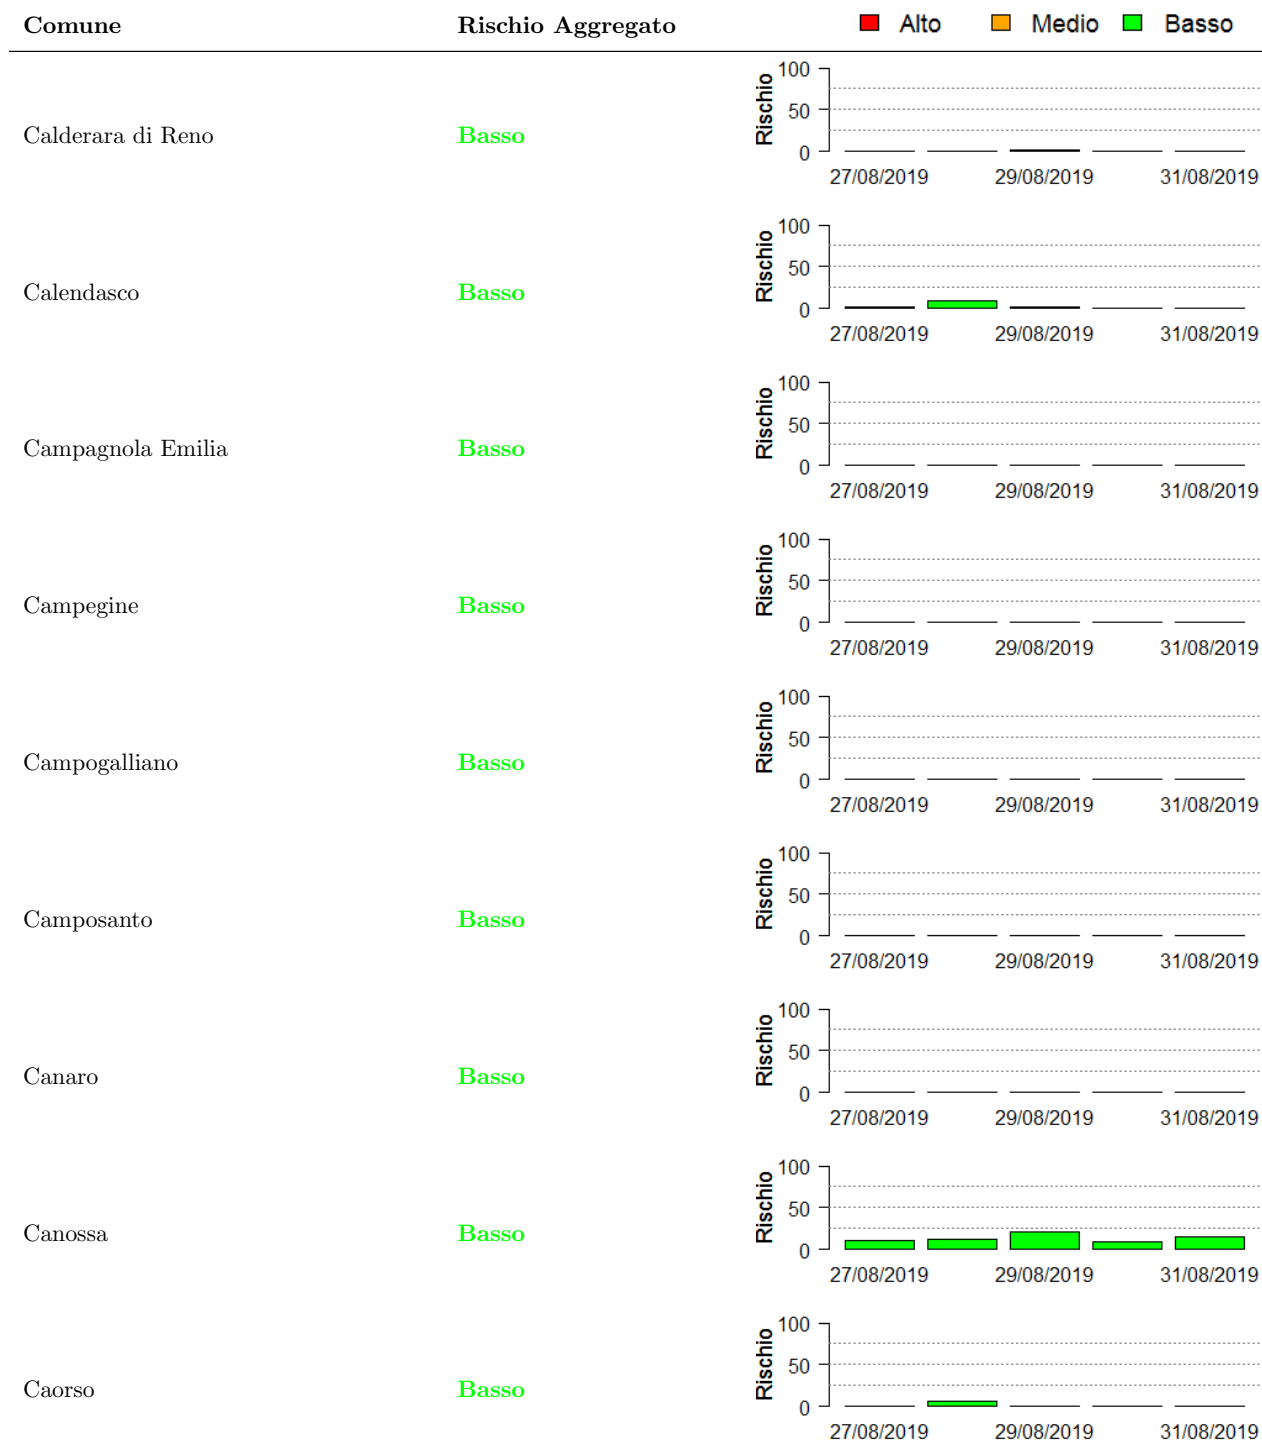 Comune Rischio Aggregato Alto Medio Basso
Calderara di Reno Basso Rischio 100 50 0
27/08/2019 29/08/2019 31/08/2019
Calendasco Basso Rischio 100 50 0
27/08/2019 29/08/2019 31/08/2019
Campagnola Emilia Basso Rischio 100 50 0
27/08/2019 29/08/2019 31/08/2019
Campegine Basso Rischio 100 50 0
27/08/2019 29/08/2019 31/08/2019
Campogalliano Basso Rischio 100 50 0
27/08/2019 29/08/2019 31/08/2019
Camposanto Basso Rischio 100 50 0
27/08/2019 29/08/2019 31/08/2019
Canaro Basso Rischio 100 50 0
27/08/2019 29/08/2019 31/08/2019
Canossa Basso Rischio 100 50 0
27/08/2019 29/08/2019 31/08/2019
Caorso Basso Rischio 100 50 0
27/08/2019 29/08/2019 31/08/2019